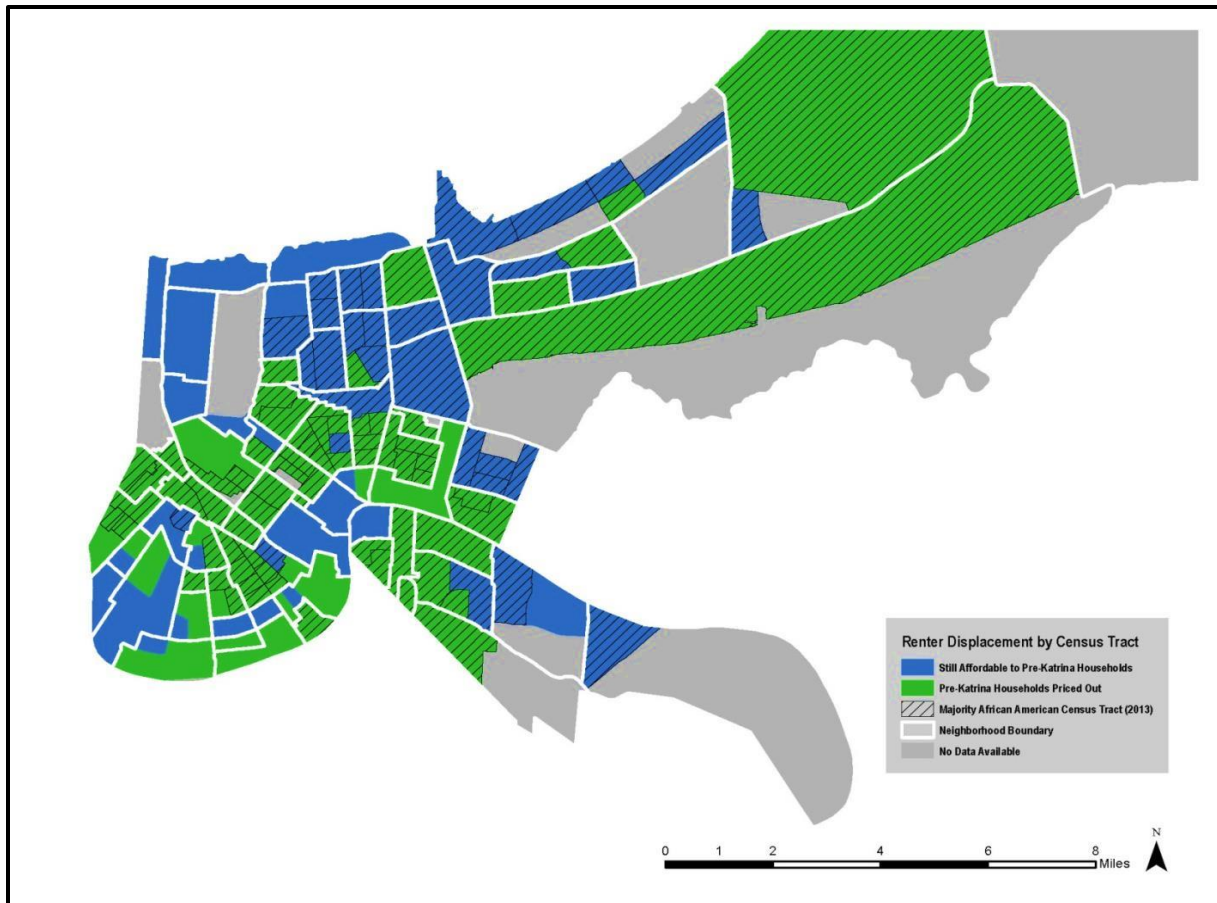 Renter Displacement by Census Tract
Still Affordable to Pre-Katrina Households
Pre-Katrina Households Priced Out
Majority African American Census Tract (2013)
Neighborhood Boundary
No Data Available
0 1 2 4 6 8
Miles
N